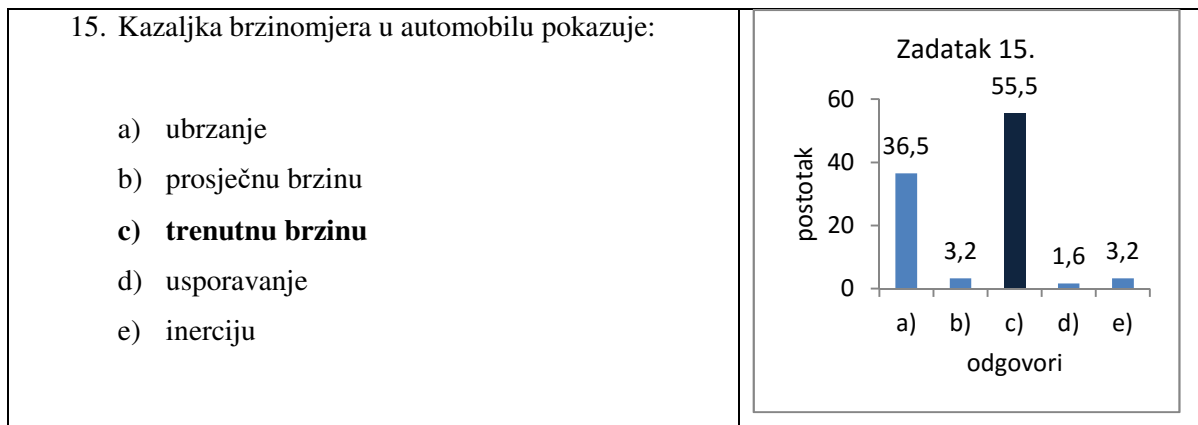 15. Kazaljka brzinomjera u automobilu pokazuje:
a) ubrzanje
b) prosječnu brzinu
c) trenutnu brzinu
d) usporavanje
e) inerciju
Zadatak 15.
60
40
20
0
postotak
36,5
3,2
55,5
1,6
3,2
a) b) c) d) e)
odgovori